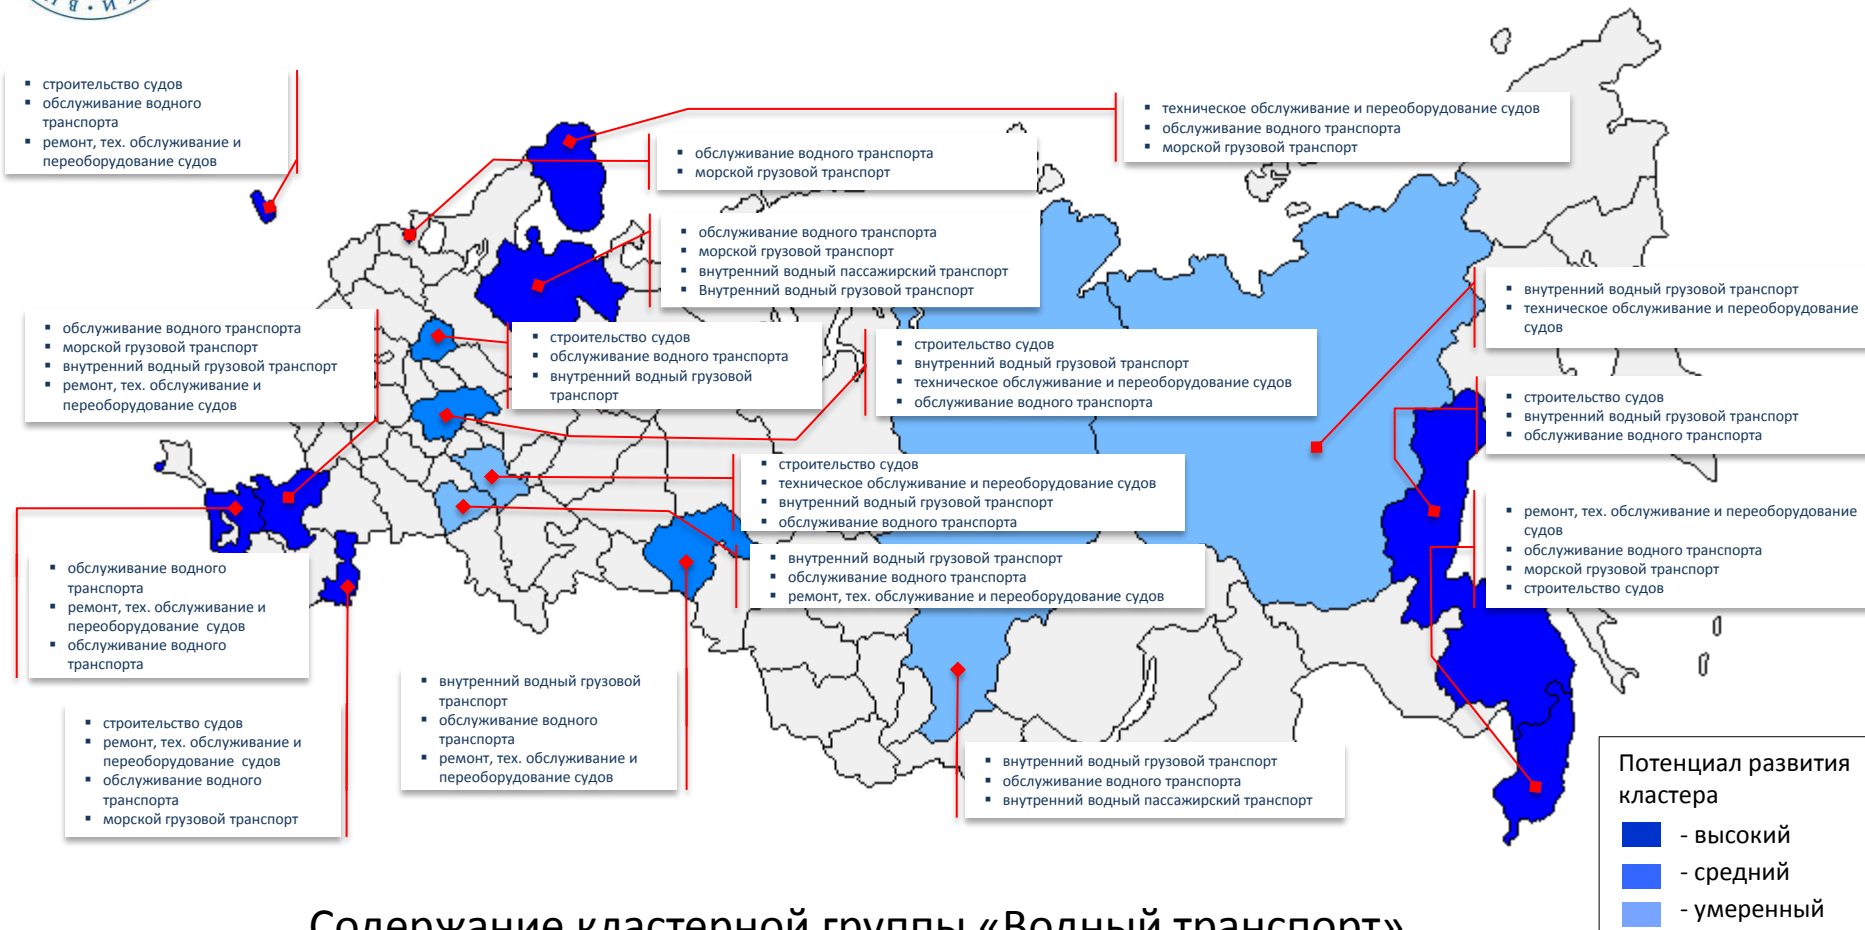 строительство судов
обслуживание водного
транспорта
ремонт, тех. обслуживание и
переоборудование судов
обслуживание водного транспорта
морской грузовой транспорт
техническое обслуживание и переоборудование судов
обслуживание водного транспорта
морской грузовой транспорт
обслуживание водного транспорта
морской грузовой транспорт
внутренний водный пассажирский транспорт
Внутренний водный грузовой транспорт
внутренний водный грузовой транспорт
техническое обслуживание и переоборудование
судов
обслуживание водного транспорта
морской грузовой транспорт
внутренний водный грузовой транспорт
ремонт, тех. обслуживание и
переоборудование судов
строительство судов
обслуживание водного транспорта
внутренний водный грузовой
транспорт
строительство судов
внутренний водный грузовой транспорт
техническое обслуживание и переоборудование судов
обслуживание водного транспорта
строительство судов
внутренний водный грузовой транспорт
обслуживание водного транспорта
строительство судов
техническое обслуживание и переоборудование судов
внутренний водный грузовой транспорт
обслуживание водного транспорта
ремонт, тех. обслуживание и переоборудование
судов
обслуживание водного транспорта
морской грузовой транспорт
строительство судов
внутренний водный грузовой транспорт
обслуживание водного транспорта
ремонт, тех. обслуживание и переоборудование судов
обслуживание водного
транспорта
ремонт, тех. обслуживание и
переоборудование судов
обслуживание водного
транспорта
внутренний водный грузовой
транспорт
обслуживание водного
транспорта
ремонт, тех. обслуживание и
переоборудование судов
строительство судов
ремонт, тех. обслуживание и
переоборудование судов
обслуживание водного
транспорта
морской грузовой транспорт
внутренний водный грузовой транспорт
обслуживание водного транспорта
внутренний водный пассажирский транспорт
Потенциал развития
кластера
- высокий
- средний
- умеренный
Содержание кластерной группы «Водный транспорт»